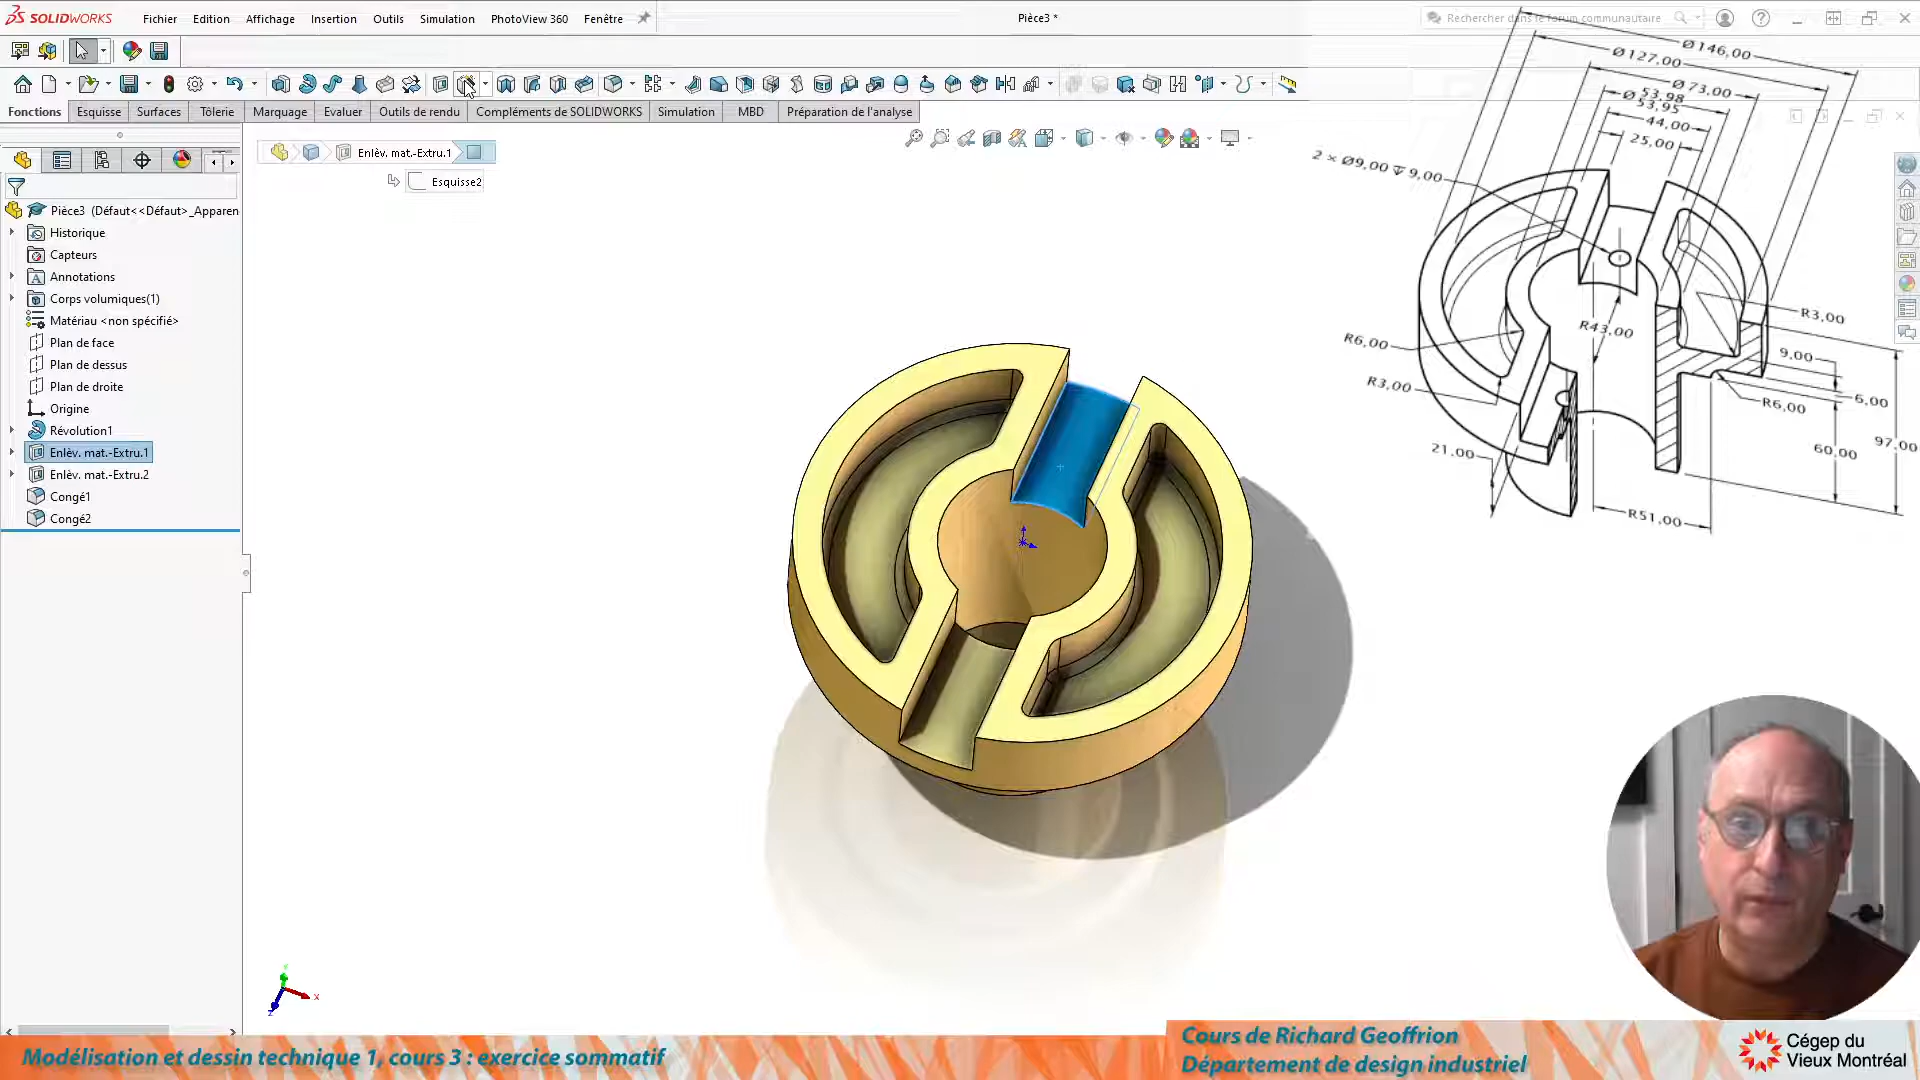 SOLIDWORKS
Fichier
Edition
Affichage
Insertion
Outils
Simulation
PhotoView 360
Fenêtre
Pièce3 *
Rechercher dans le forum communautaire
Fonctions
Esquisse
Surfaces
Tôlerie
Marquage
Evaluer
Outils de rendu
Compléments de SOLIDWORKS
Simulation
MBD
Préparation de l'analyse
Enlèv. mat.-Extru.1
Esquisse2
Pièce3 (Défaut<<Défaut>_Apparen
Historique
Capteurs
Annotations
Corps volumiques(1)
Matériau <non spécifié>
Plan de face
Plan de dessus
Plan de droite
Origine
Révolution1
Enlèv. mat.-Extru.1
Enlèv. mat.-Extru.2
Congé1
Congé2
Ø146,00
Ø127,00
Ø73,00
Ø53,98
53,95
44,00
25,00
2 × Ø9,00 ↧ 9,00
R43,00
R3,00
R6,00
R3,00
9,00
6,00
R6,00
97,00
60,00
21.00
R51,00
X
Y
Z
Modélisation et dessin technique 1, cours 3 : exercice sommatif
Cours de Richard Geoffrion
Département de design industriel
Cégep du
Vieux Montréal